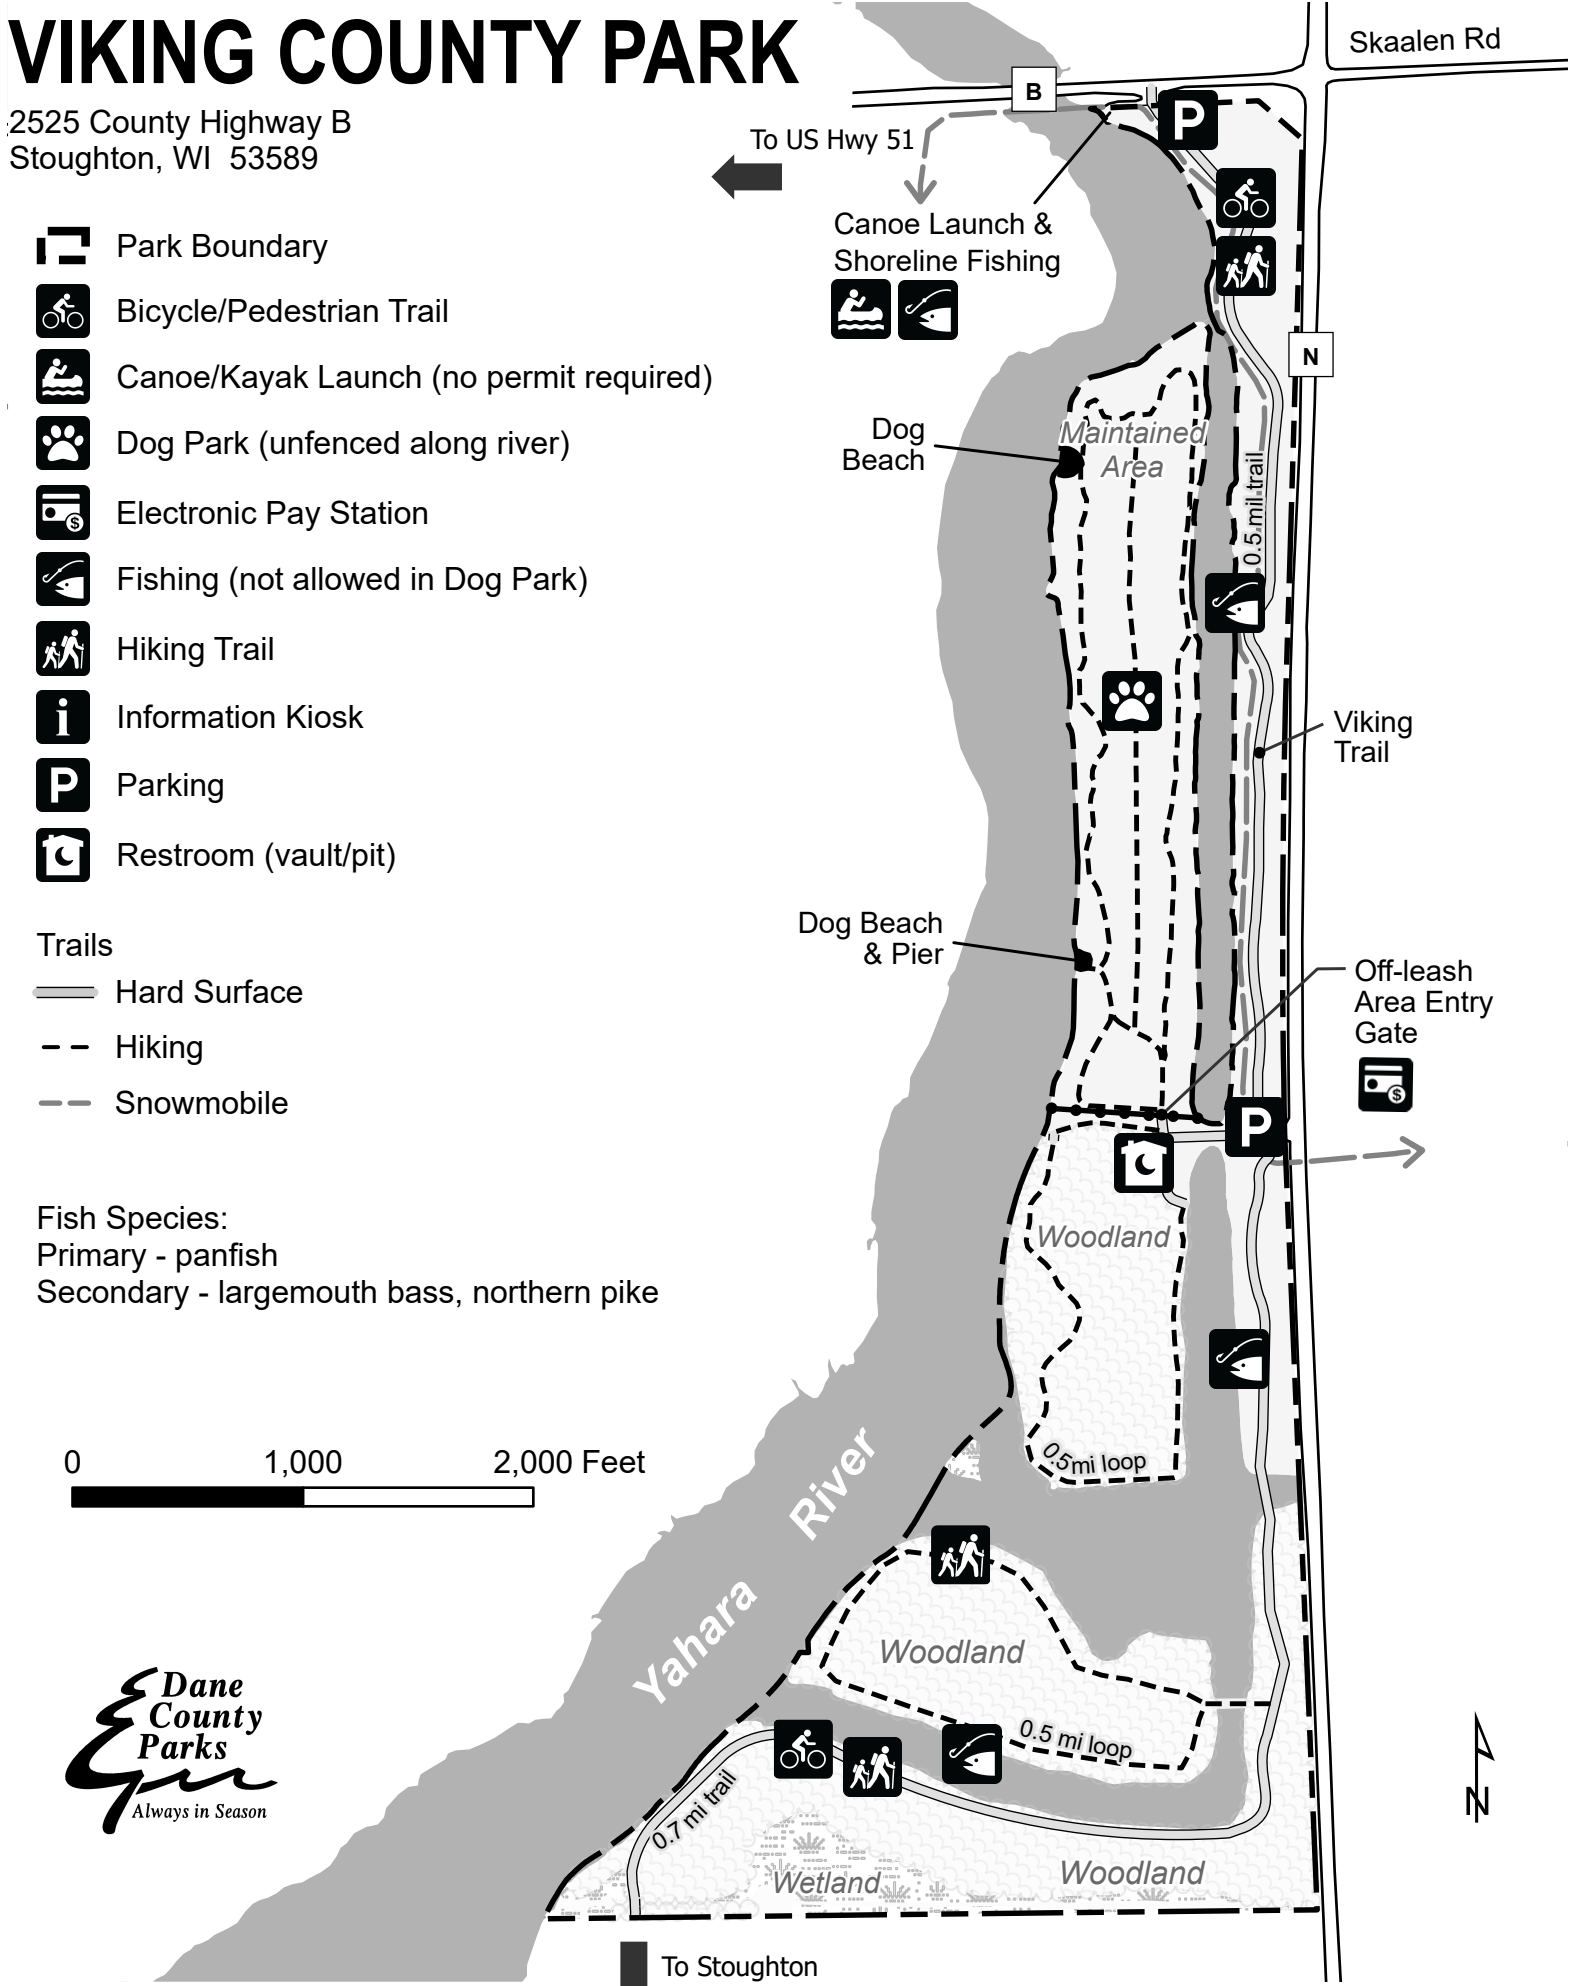 VIKING COUNTY PARK
2525 County Highway B
Stoughton, WI  53589
Park Boundary
Bicycle/Pedestrian Trail
Canoe/Kayak Launch (no permit required)
Dog Park (unfenced along river)
$
Electronic Pay Station
Fishing (not allowed in Dog Park)
Hiking Trail
i
Information Kiosk
P
Parking
Restroom (vault/pit)
Trails
Hard Surface
Hiking
Snowmobile
Fish Species:
Primary - panfish
Secondary - largemouth bass, northern pike
0
1,000
2,000 Feet
Dane
County
Parks
Always in Season
Skaalen Rd
B
P
To US Hwy 51
Canoe Launch &
Shoreline Fishing
N
Dog
Beach
Maintained
Area
0.5 mil trail
Viking
Trail
Dog Beach
& Pier
Off-leash
Area Entry
Gate
$
P
Woodland
0.5mi loop
Yahara River
Woodland
0.5 mi loop
0.7 mi trail
Wetland
Woodland
N
To Stoughton